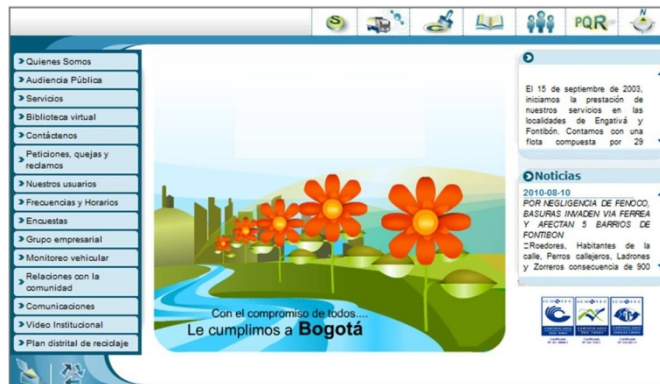 S
PQR
N
Quienes Somos
Audiencia Pública
Servicios
Biblioteca virtual
Contáctenos
Peticiones, quejas y
reclamos
Nuestros usuarios
Frecuencias y Horarios
Encuestas
Grupo empresarial
Monitoreo vehicular
Relaciones con la
comunidad
Comunicaciones
Video Institucional
Plan distrital de reciclaje
Con el compromiso de todos....
Le cumplimos a Bogotá
El 15 de septiembre de 2003,
iniciamos la prestación de
nuestros servicios en las
localidades de Engativá y
Fontibón. Contamos con una
flota compuesta por 29
Noticias
2010-08-10
POR NEGLIGENCIA DE FENOCO,
BASURAS INVADEN VIA FERREA
Y AFECTAN 5 BARRIOS DE
FONTIBON
Roedores, Habitantes de la
calle, Perros callejeros, Ladrones
y Zorreros consecuencia de 900